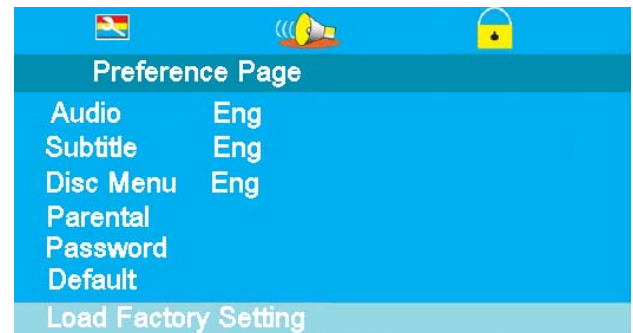 Preference Page
Audio Eng
Subtitle Eng
Disc Menu Eng
Parental
Password
Default
Load Factory Setting